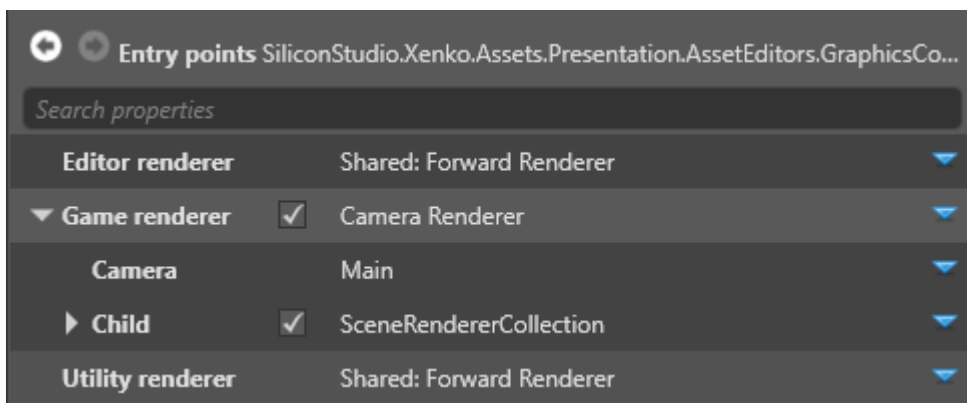 Entry points SiliconStudio.Xenko.Assets.Presentation.AssetEditors.GraphicsCo...
Search properties
Editor renderer Shared: Forward Renderer
Game renderer Camera Renderer
Camera Main
Child SceneRendererCollection
Utility renderer Shared: Forward Renderer